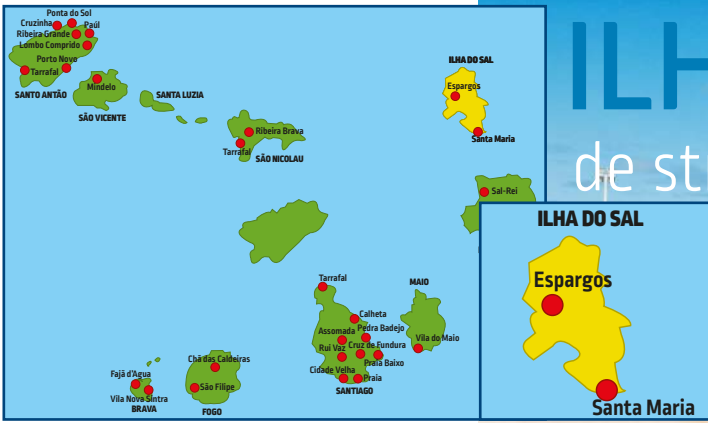 Ponta do Sol
Cruzinha
Paúl
Ribeira Grande
Lombo Comprido
Porto Novo
Tarrafal
SANTO ANTÃO
Mindelo
SÃO VICENTE
SANTA LUZIA
Ribeira Brava
Tarrafal
SÃO NICOLAU
ILHA DO SAL
Espargos
Santa Maria
Sal-Rei
Tarrafal
MAIO
Calheta
Assomada
Pedra Badejo
Rui Vaz
Cruz de Fundura
Vila do Maio
Praia Baixo
Cidade Velha
Praia
SANTIAGO
Chã das Caldeiras
São Filipe
FOGO
Fajã d'Agua
Vila Nova Sintra
BRAVA
ILH
de st
ILHA DO SAL
Espargos
Santa Maria